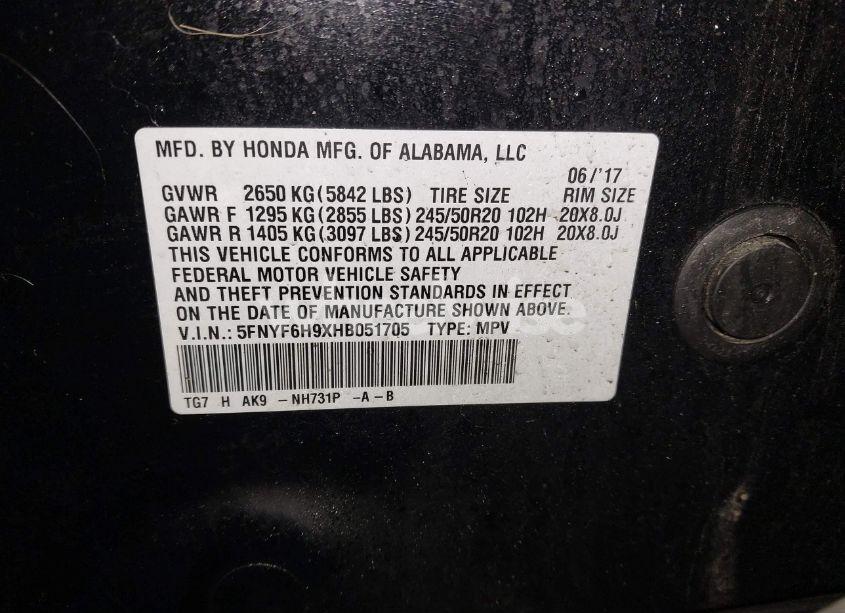 MFD. BY HONDA MFG. OF ALABAMA, LLC
06/'17
GVWR 2650 KG(5842 LBS) TIRE SIZE RIM SIZE
GAWR F 1295 KG(2855 LBS) 245/50R20 102H 20X8.0J
GAWR R 1405 KG(3097 LBS) 245/50R20 102H 20X8.0J
THIS VEHICLE CONFORMS TO ALL APPLICABLE
FEDERAL MOTOR VEHICLE SAFETY
AND THEFT PREVENTION STANDARDS IN EFFECT
ON THE DATE OF MANUFACTURE SHOWN ABOVE.
V.I.N.: 5FNYF6H9XHB051705 TYPE: MPV
TG7 H AK9 -NH731P -A-B